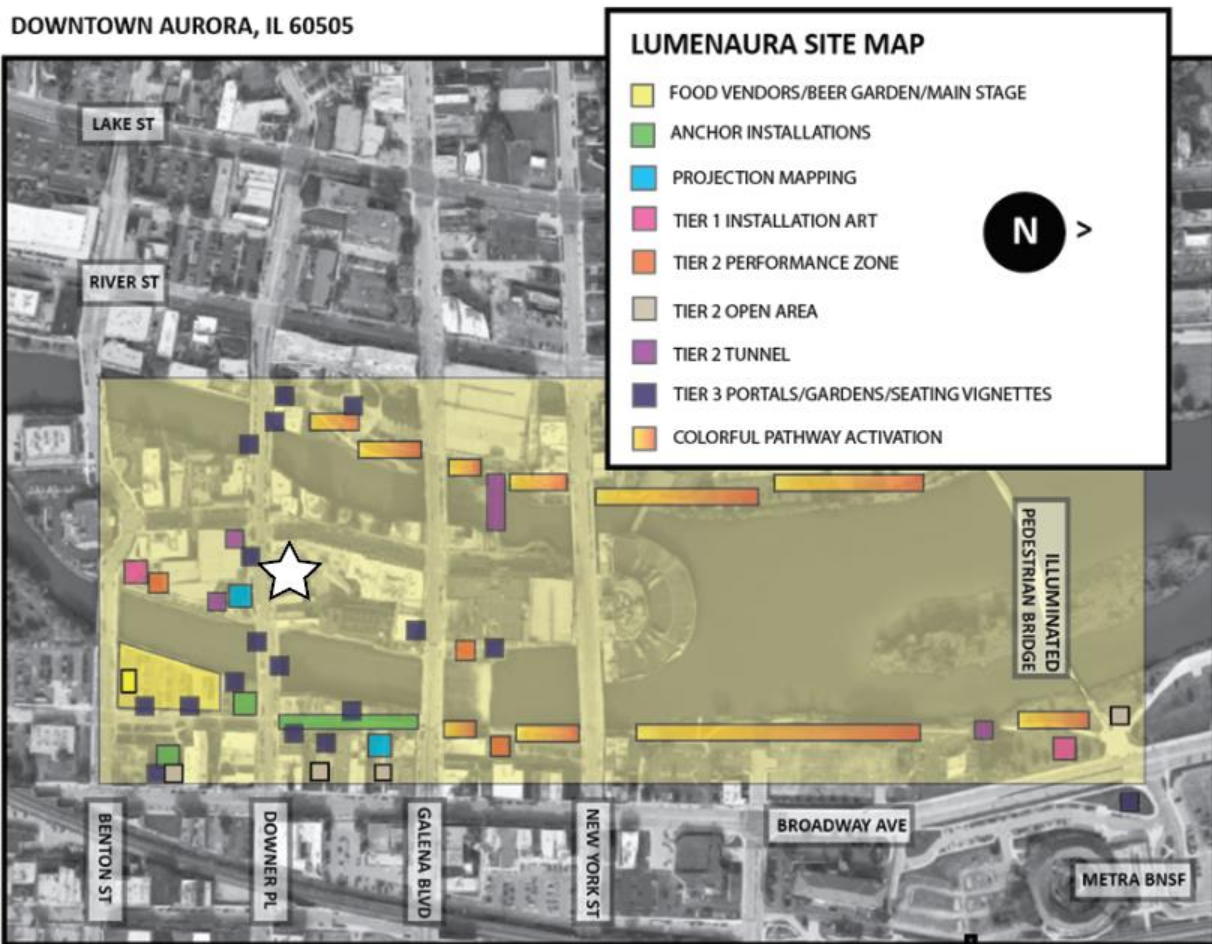 DOWNTOWN AURORA, IL 60505
LUMENAURA SITE MAP
FOOD VENDORS/BEER GARDEN/MAIN STAGE
ANCHOR INSTALLATIONS
PROJECTION MAPPING
TIER 1 INSTALLATION ART
TIER 2 PERFORMANCE ZONE
TIER 2 OPEN AREA
TIER 2 TUNNEL
TIER 3 PORTALS/GARDENS/SEATING VIGNETTES
COLORFUL PATHWAY ACTIVATION
N >
LAKE ST
RIVER ST
ILLUMINATED
PEDESTRIAN BRIDGE
BENTON ST
DOWNER PL
GALENA BLVD
NEW YORK ST
BROADWAY AVE
METRA BNSF